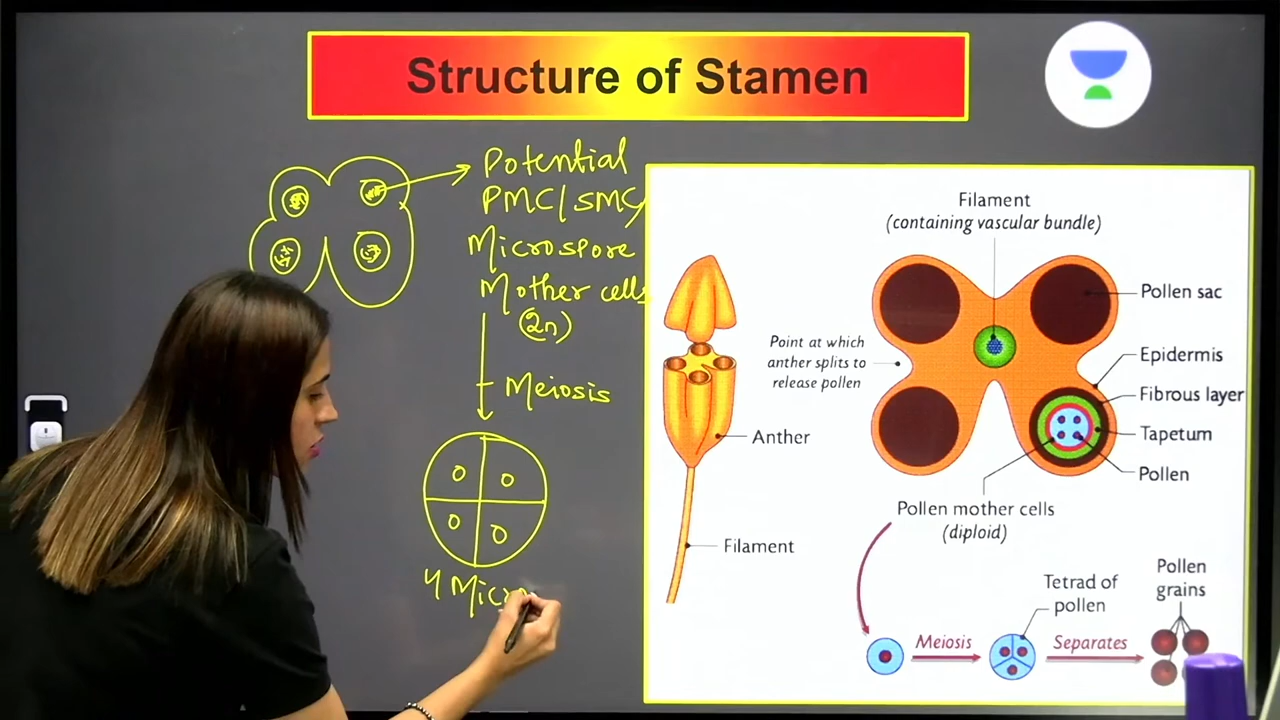 Structure of Stamen
Potential
PMC/SMC/
Microspore
Mother cells
(2n)
Meiosis
4 Micro
Filament
(containing vascular bundle)
Pollen sac
Point at which
anther splits to
release pollen
Epidermis
Fibrous layer
Tapetum
Pollen
Anther
Pollen mother cells
(diploid)
Filament
Tetrad of
pollen
Pollen
grains
Meiosis
Separates